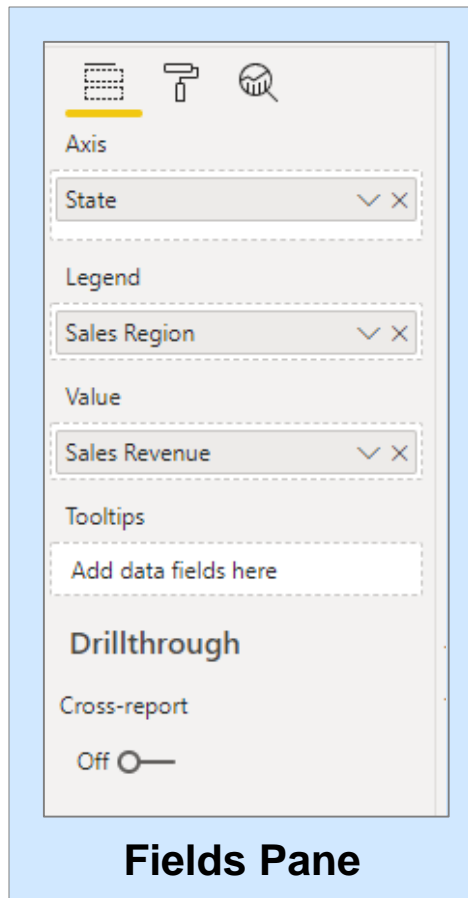 Axis
State
Legend
Sales Region
Value
Sales Revenue
Tooltips
Add data fields here
Drillthrough
Cross-report
Off
Fields Pane